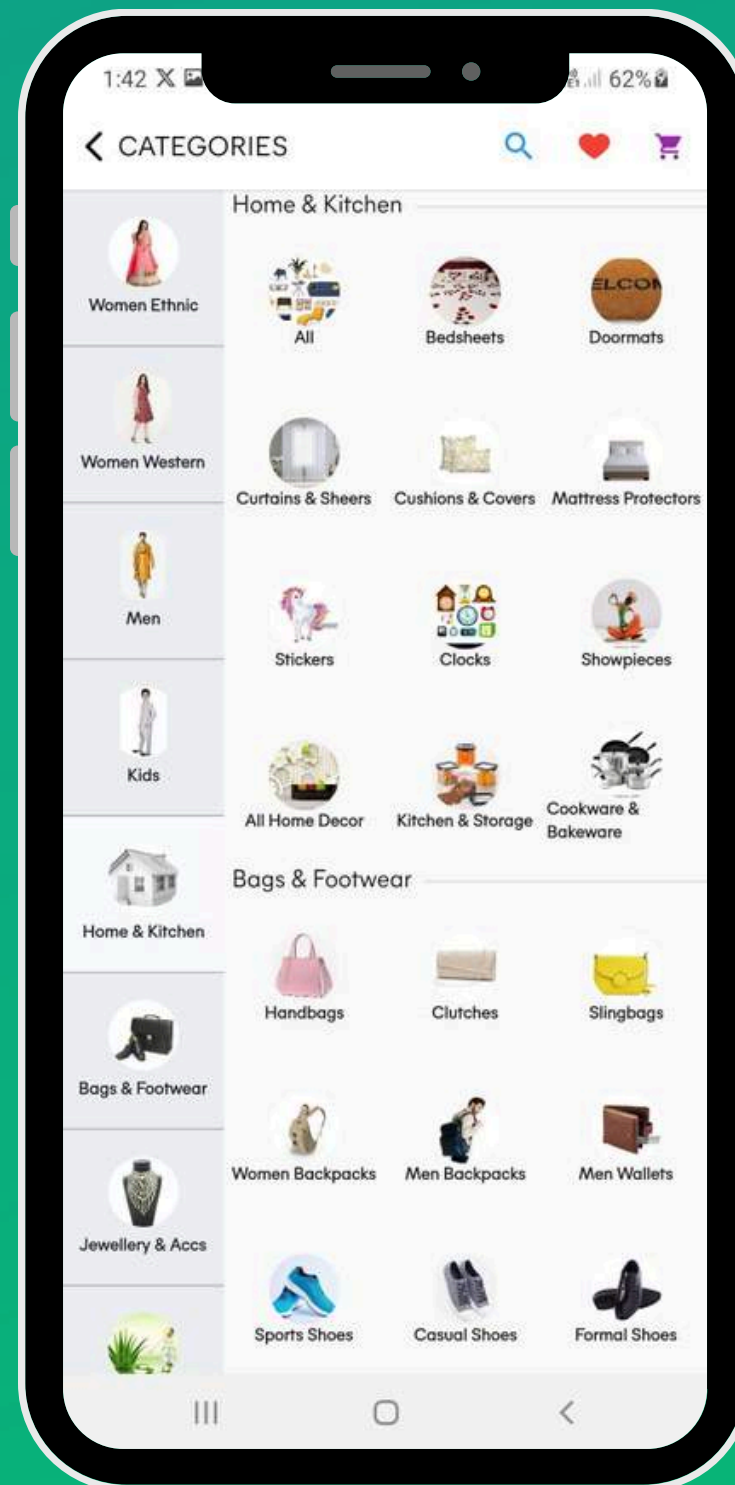 1:42
62%
CATEGORIES
Women Ethnic
Women Western
Men
Kids
Home & Kitchen
Bags & Footwear
Jewellery & Accs
Home & Kitchen
All
Bedsheets
ELCOM
Doormats
Curtains & Sheers
Cushions & Covers
Mattress Protectors
Stickers
Clocks
Showpieces
All Home Decor
Kitchen & Storage
Cookware &
Bakeware
Bags & Footwear
Handbags
Clutches
Slingbags
Women Backpacks
Men Backpacks
Men Wallets
Sports Shoes
Casual Shoes
Formal Shoes